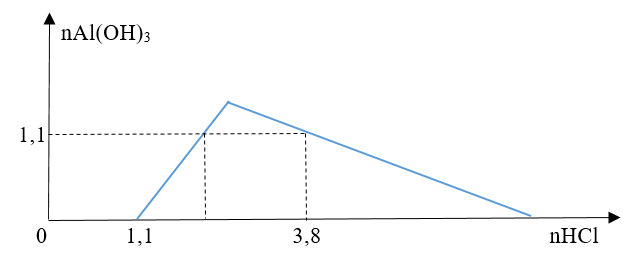 nAl(OH)₃
1,1
0
1,1
3,8
nHCl